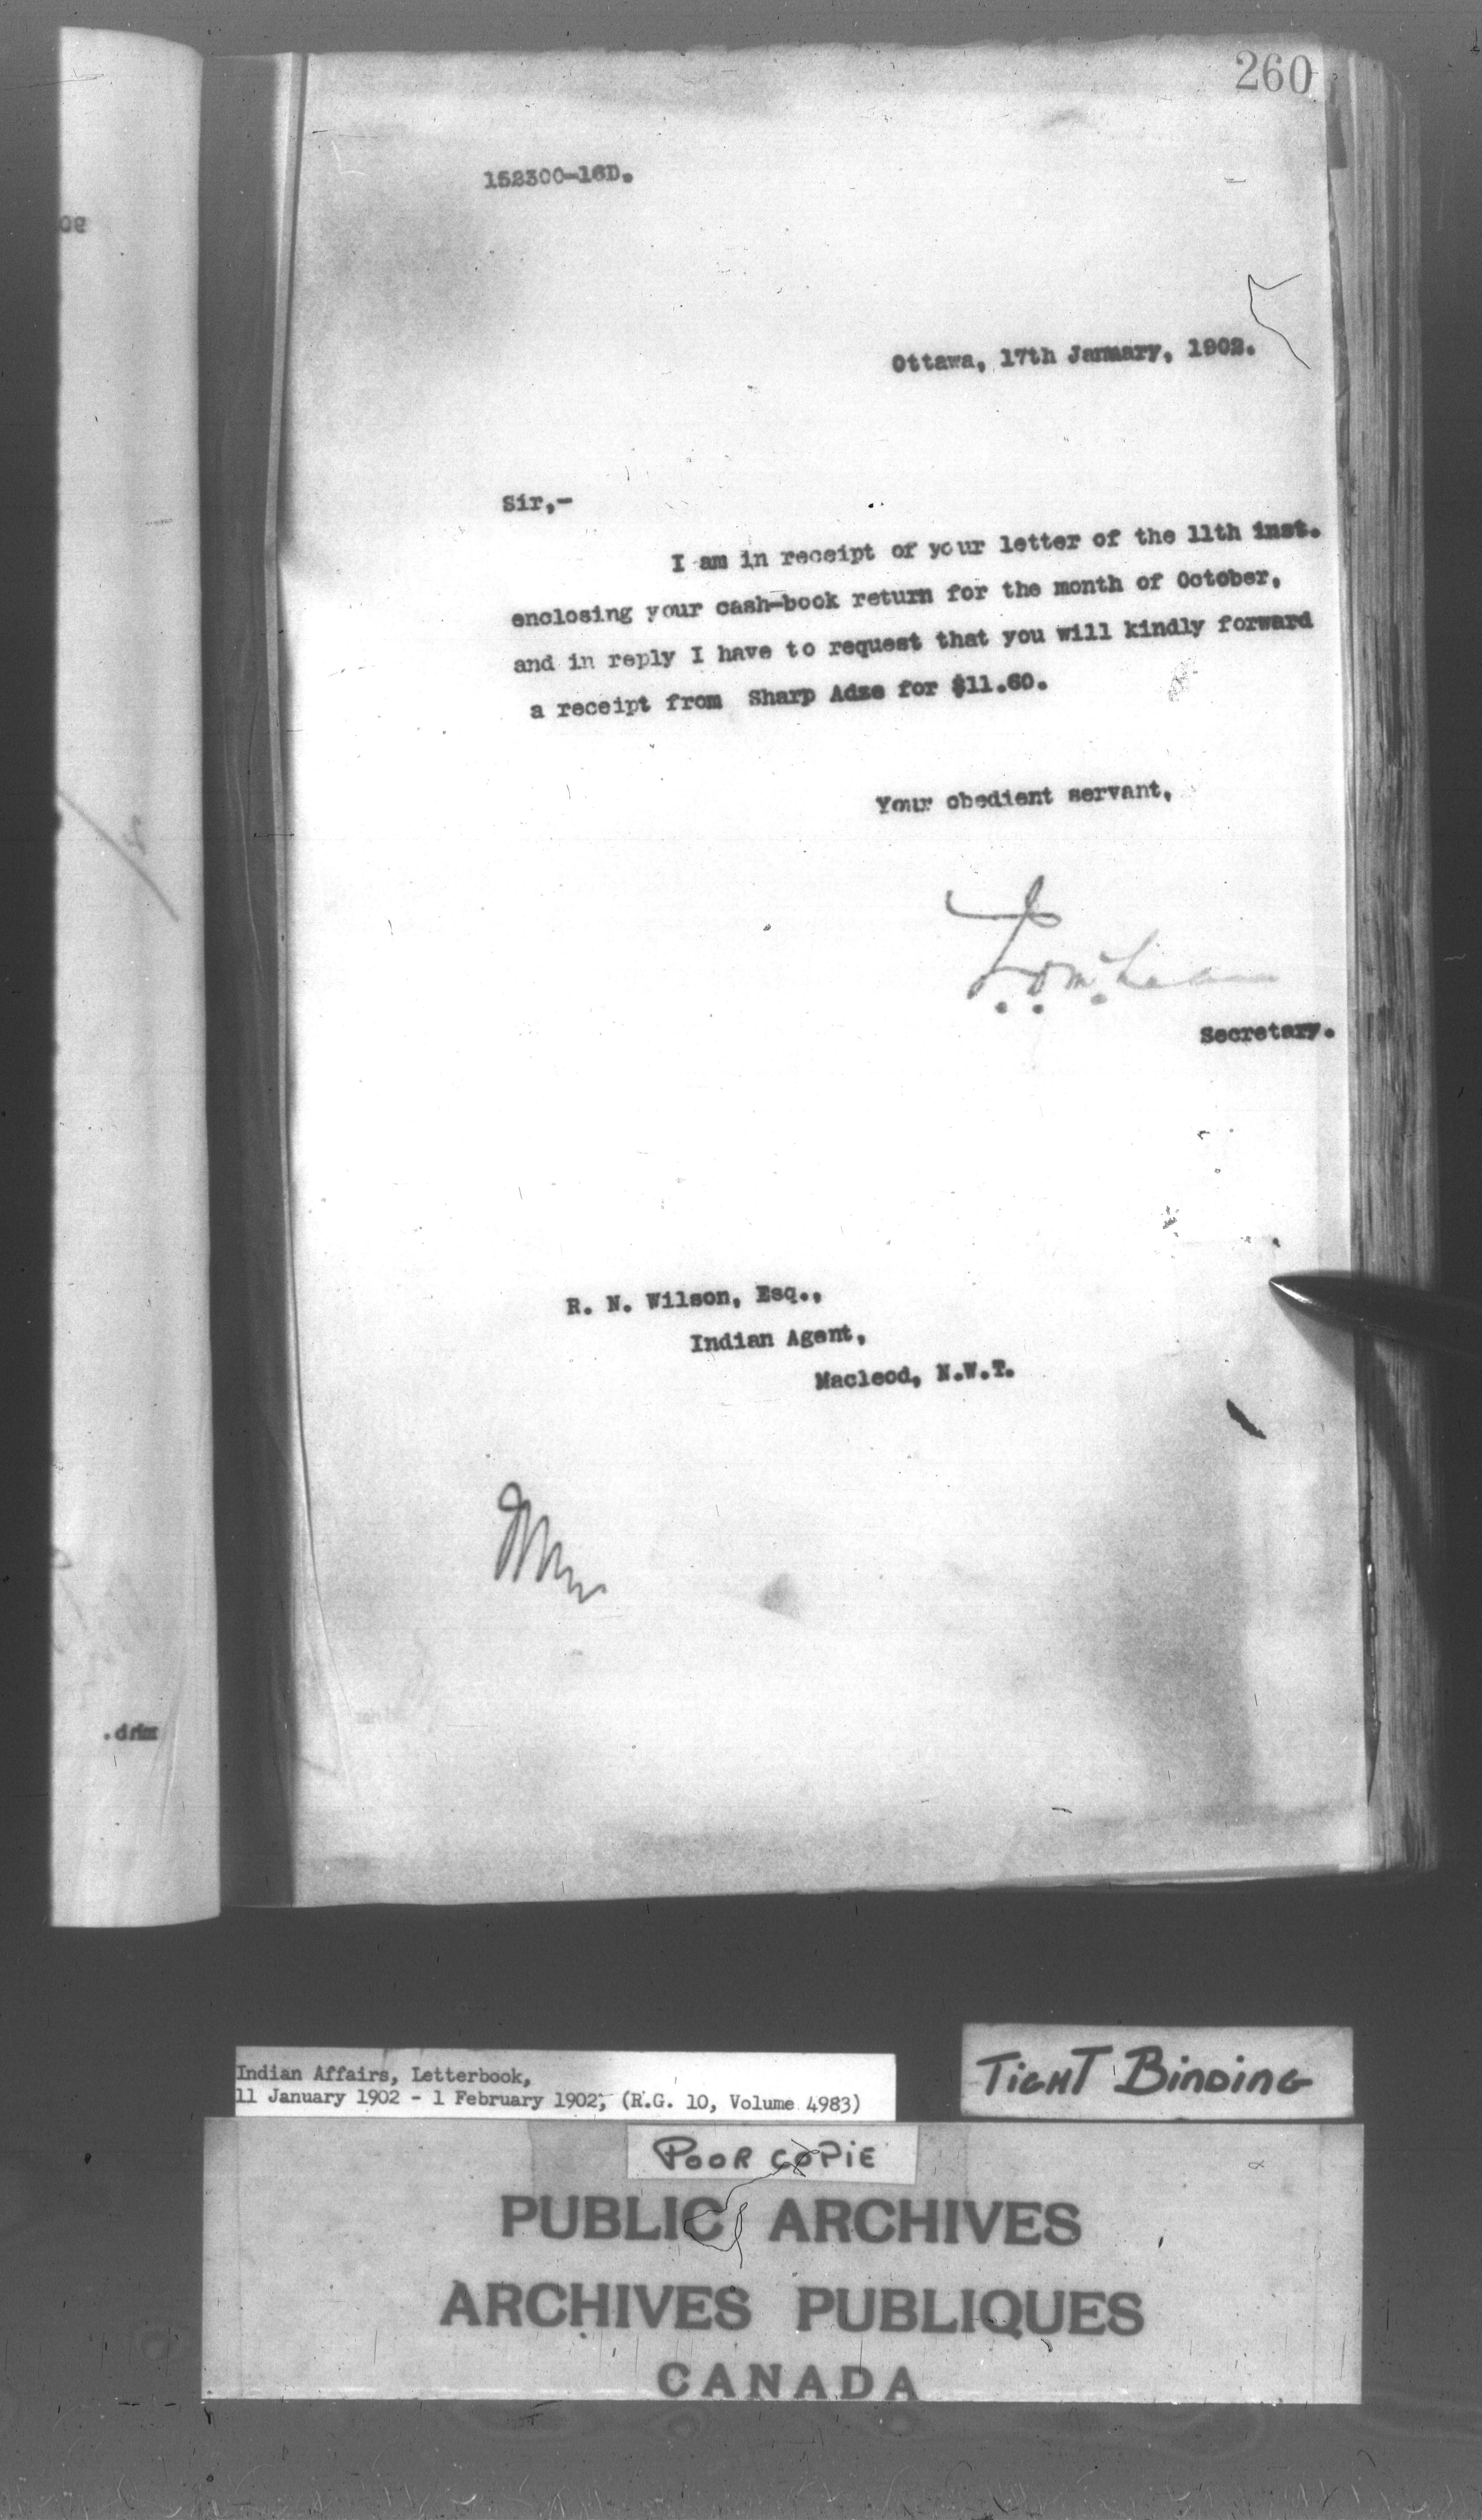 260
152300-16D.
Ottawa, 17th January, 1902.
Sir,-
I am in receipt of your letter of the 11th inst.
enclosing your cash-book return for the month of October,
and in reply I have to request that you will kindly forward
a receipt from Sharp Adze for $11.60.
Your obedient servant,
J. D. McLean
Secretary.
R. N. Wilson, Esq.,
Indian Agent,
Macleod, N.W.T.
Indian Affairs, Letterbook,
11 January 1902 - 1 February 1902, (R.G. 10, Volume 4983)
TIGHT BINDING
POOR COPIE
PUBLIC ARCHIVES
ARCHIVES PUBLIQUES
CANADA